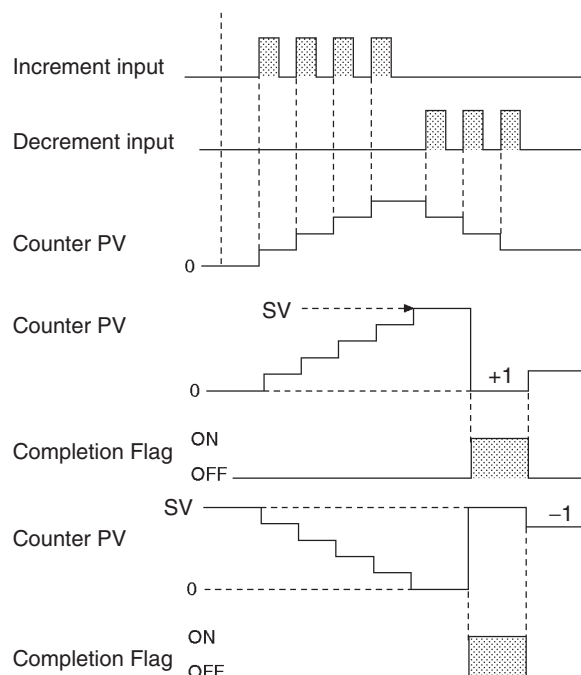 Increment input
Decrement input
Counter PV
0
SV
Counter PV
+1
0
ON
Completion Flag
OFF
SV
−1
Counter PV
0
ON
Completion Flag
OFF